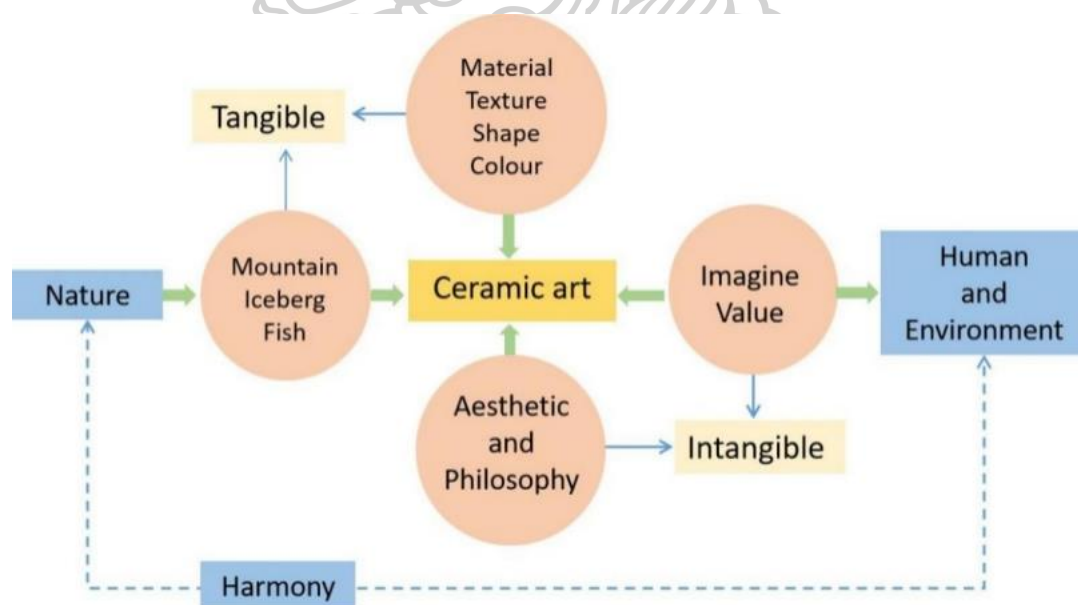 Material
Texture
Shape
Colour
Tangible
Mountain
Iceberg
Fish
Nature
Ceramic art
Imagine
Value
Human
and
Environment
Aesthetic
and
Philosophy
Intangible
Harmony